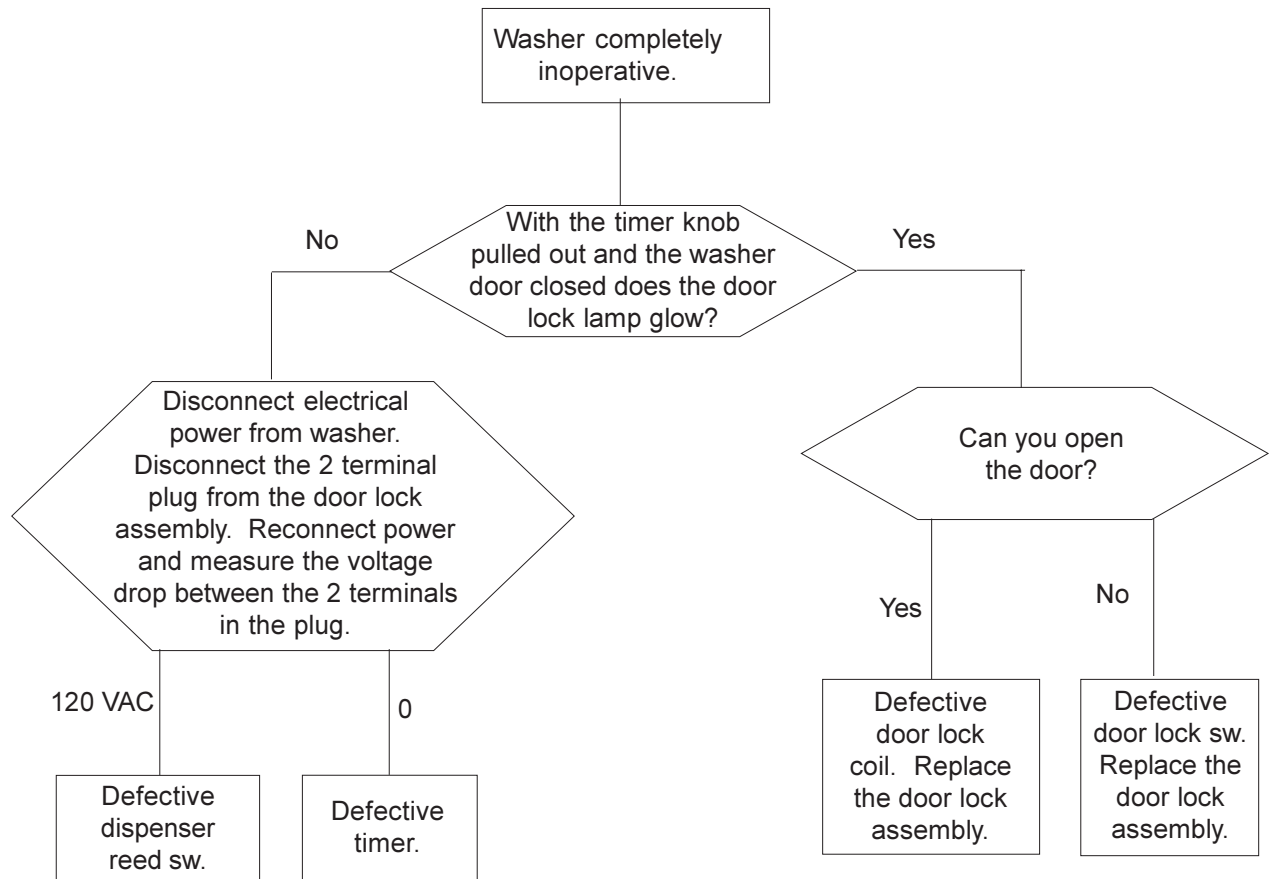 Washer completely
inoperative.
With the timer knob
pulled out and the washer
door closed does the door
lock lamp glow?
No
Yes
Disconnect electrical
power from washer.
Disconnect the 2 terminal
plug from the door lock
assembly. Reconnect power
and measure the voltage
drop between the 2 terminals
in the plug.
Can you open
the door?
120 VAC
0
Yes
No
Defective
dispenser
reed sw.
Defective
timer.
Defective
door lock
coil. Replace
the door lock
assembly.
Defective
door lock sw.
Replace the
door lock
assembly.